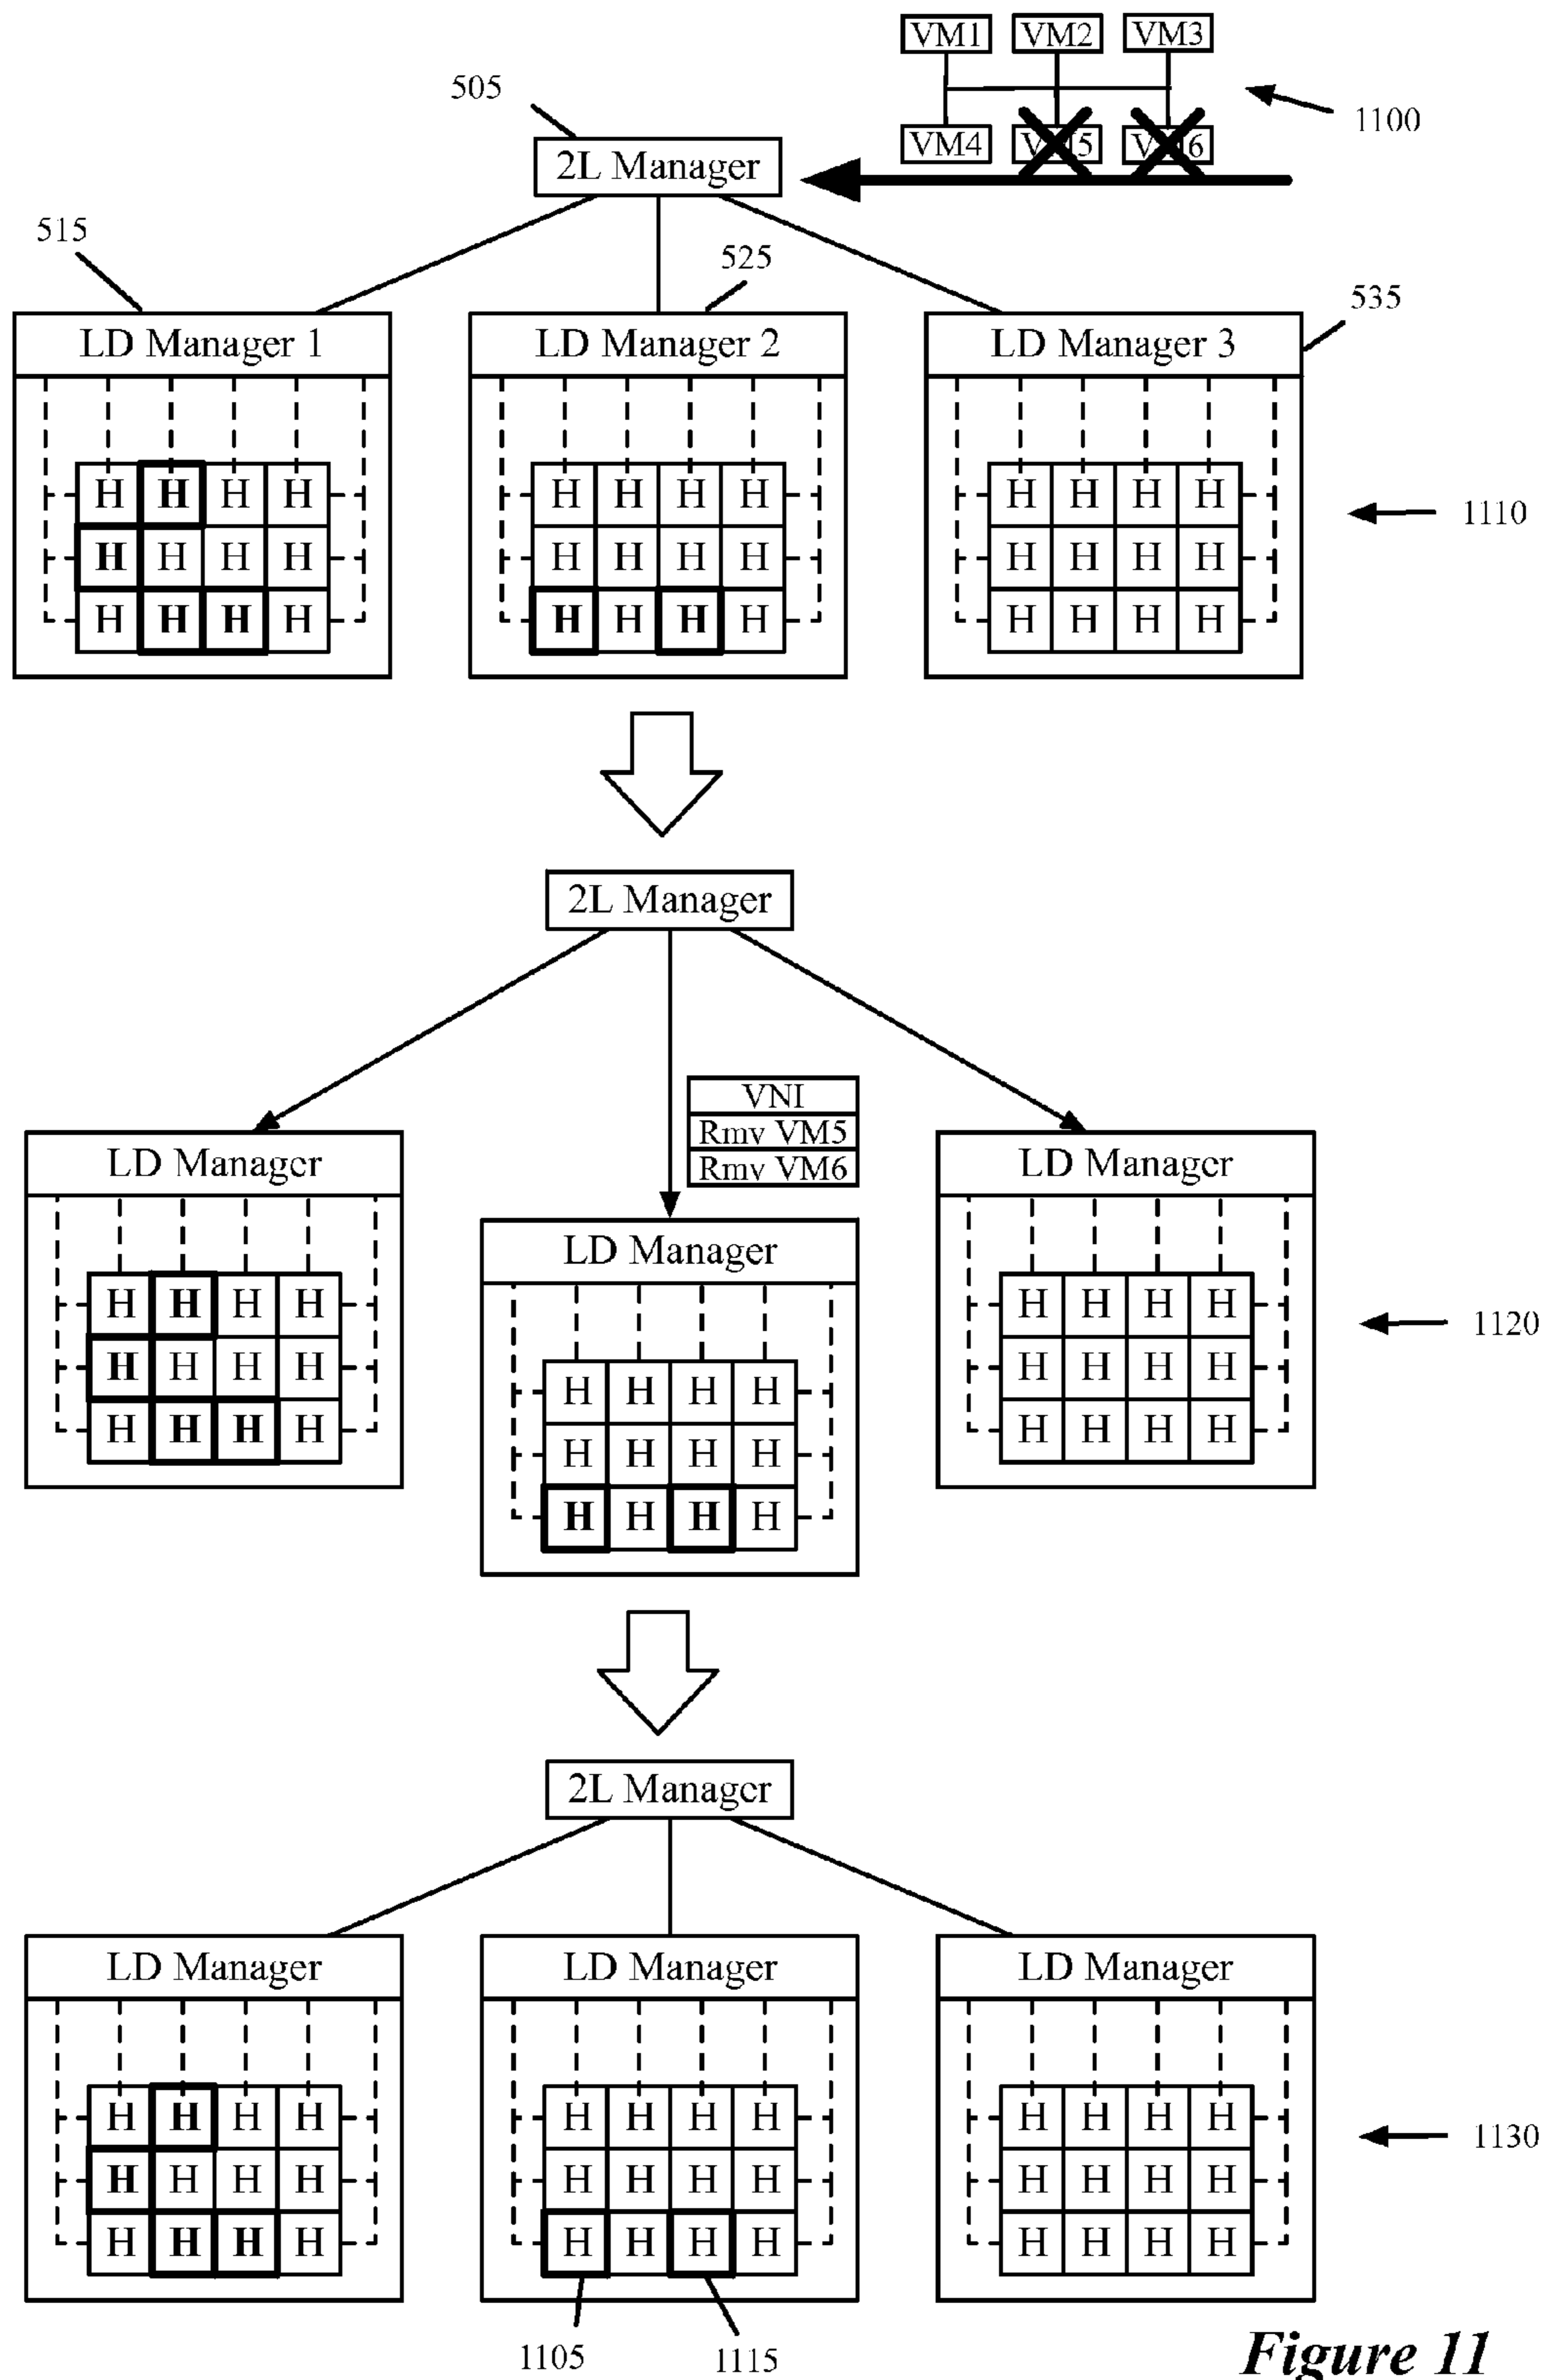 VM1 VM2 VM3
505
1100
VM4 VM5 VM6
2L Manager
515
525
535
LD Manager 1 LD Manager 2 LD Manager 3
H H H H H H H H H H H H
1110
H H H H H H H H H H H H
H H H H H H H H H H H H
2L Manager
VNI
Rmv VM5
Rmv VM6
LD Manager LD Manager
LD Manager
H H H H H H H H
1120
H H H H H H H H
H H H H H H H H
H H H H
H H H H
H H H H
2L Manager
LD Manager LD Manager LD Manager
H H H H H H H H H H H H
1130
H H H H H H H H H H H H
H H H H H H H H H H H H
1105 1115
Figure 11